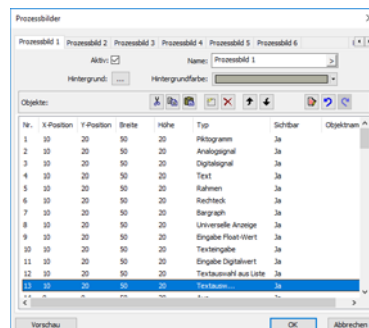 Prozessbilder
Prozessbild 1 Prozessbild 2 Prozessbild 3 Prozessbild 4 Prozessbild 5 Prozessbild 6
Aktiv: Name: Prozessbild 1 >
Hintergrund: ... Hintergrundfarbe:
Objekte:
Nr. X-Position Y-Position Breite Höhe Typ Sichtbar Objektnam
1 10 20 50 20 Piktogramm Ja
2 10 20 50 20 Analogsignal Ja
3 10 20 50 20 Digitalsignal Ja
4 10 20 50 20 Text Ja
5 10 20 50 20 Rahmen Ja
6 10 20 50 20 Rechteck Ja
7 10 20 50 20 Bargraph Ja
8 10 20 50 20 Universelle Anzeige Ja
9 10 20 50 20 Eingabe Float-Wert Ja
10 10 20 50 20 Texteingabe Ja
11 10 20 50 20 Eingabe Digitalwert Ja
12 10 20 50 20 Textauswahl aus Liste Ja
13 10 20 50 20 Textausw... Ja
Vorschau OK Abbrechen